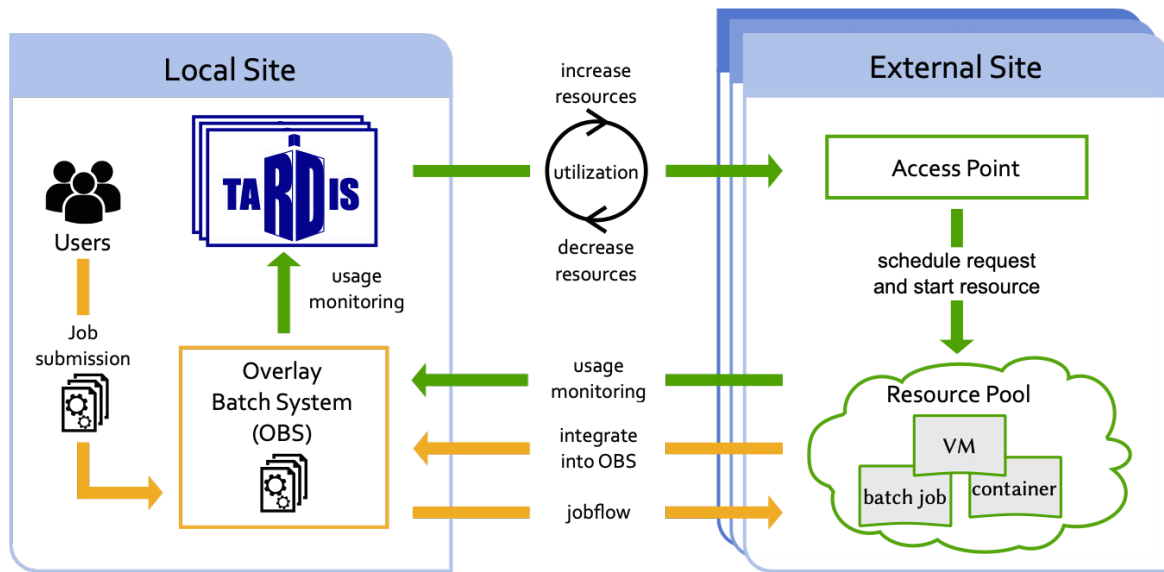 Local Site
External Site
increase
resources
utilization
decrease
resources
TARDIS
Users
usage
monitoring
Access Point
schedule request
and start resource
Job
submission
Overlay
Batch System
(OBS)
usage
monitoring
integrate
into OBS
jobflow
Resource Pool
VM
batch job
container